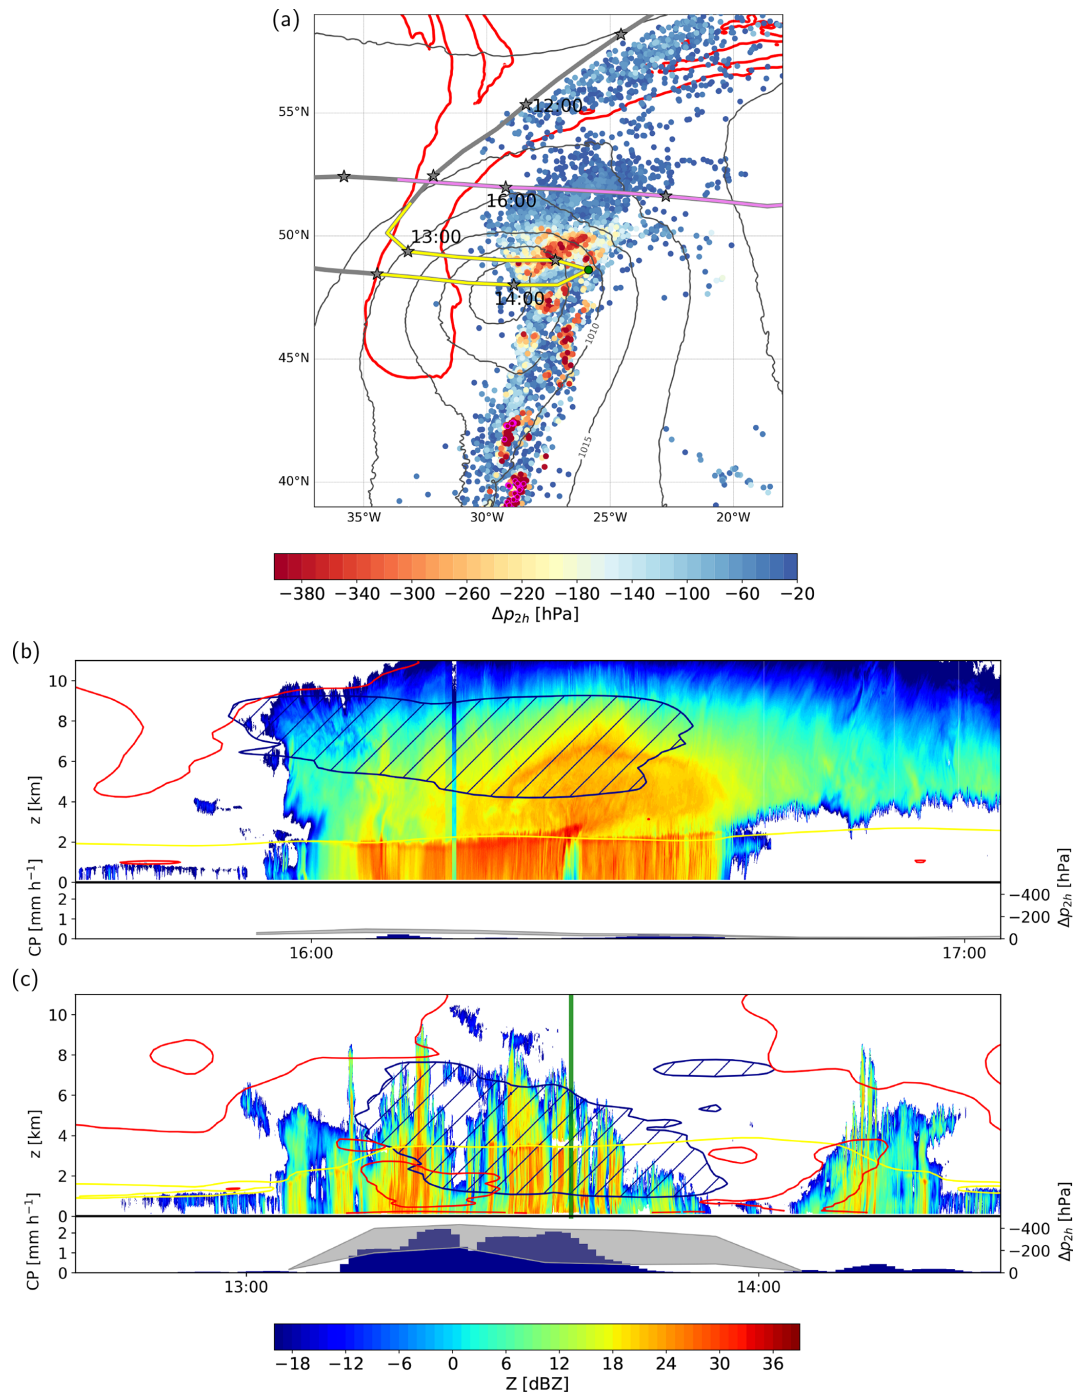 (a)
55°N
50°N
45°N
40°N
12:00
16:00
13:00
14:00
1010
1015
35°W 30°W 25°W 20°W
−380 −340 −300 −260 −220 −180 −140 −100 −60 −20
Δp2h [hPa]
(b)
10
8
6
4
2
0
z [km]
2
1
0
CP [mm h−1]
−400
−200
0
Δp2h [hPa]
16:00 17:00
(c)
10
8
6
4
2
0
z [km]
2
1
0
CP [mm h−1]
−400
−200
0
Δp2h [hPa]
13:00 14:00
−18 −12 −6 0 6 12 18 24 30 36
Z [dBZ]